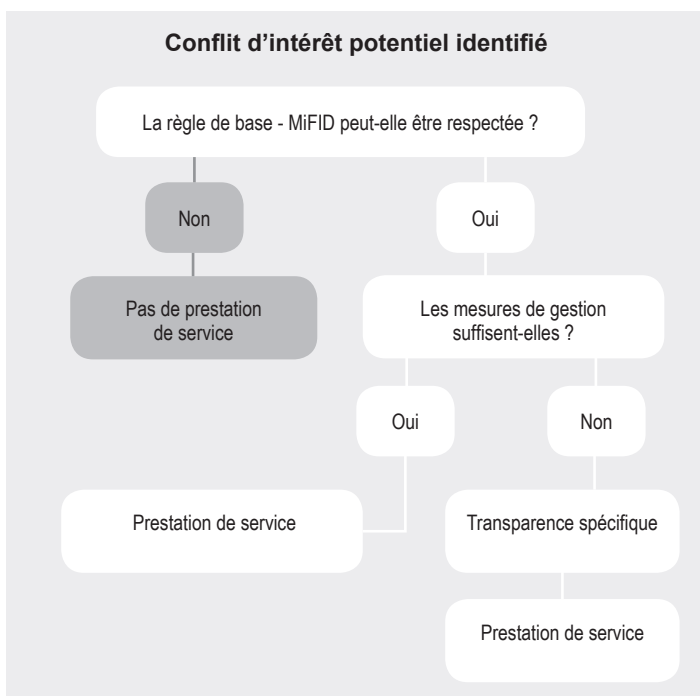 Conflit d'intérêt potentiel identifié
La règle de base - MiFID peut-elle être respectée ?
Non
Oui
Pas de prestation
de service
Les mesures de gestion
suffisent-elles ?
Oui
Non
Prestation de service
Transparence spécifique
Prestation de service